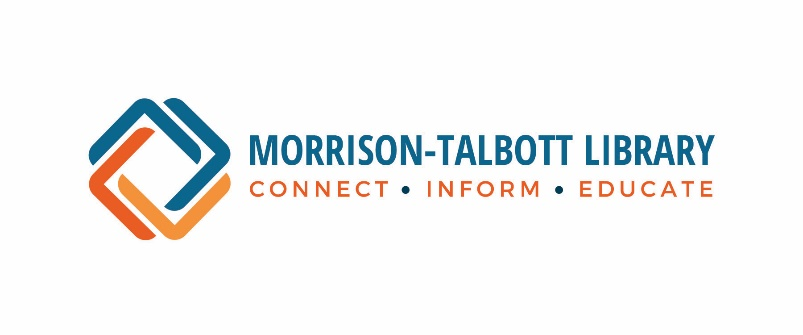 MORRISON-TALBOTT LIBRARY
CONNECT • INFORM • EDUCATE